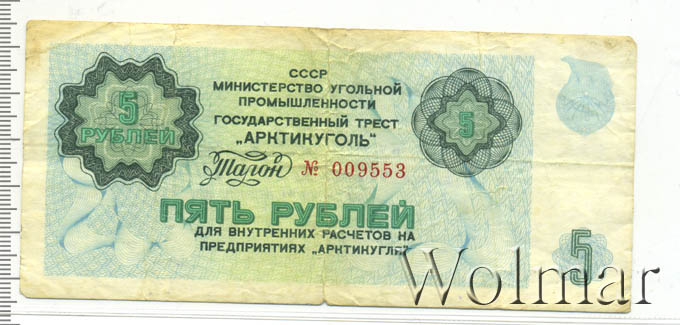 5
РУБЛЕЙ
СССР
МИНИСТЕРСТВО УГОЛЬНОЙ
ПРОМЫШЛЕННОСТИ
ГОСУДАРСТВЕННЫЙ ТРЕСТ
„АРКТИКУГОЛЬ"
Талон № 009553
5
ПЯТЬ РУБЛЕЙ
ДЛЯ ВНУТРЕННИХ РАСЧЕТОВ НА
ПРЕДПРИЯТИЯХ „АРКТИКУГЛЯ"
5
Wolmar